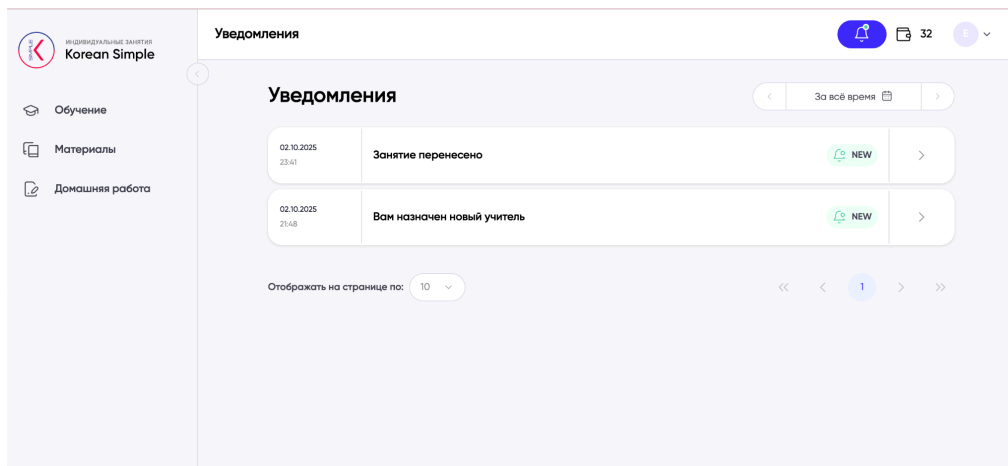 ИНДИВИДУАЛЬНЫЕ ЗАНЯТИЯ
Korean Simple
SIMPLE
Уведомления
32
E
Обучение
Материалы
Домашняя работа
Уведомления
За всё время
02.10.2025
23:41
Занятие перенесено
NEW
02.10.2025
21:48
Вам назначен новый учитель
NEW
Отображать на странице по:
10
1